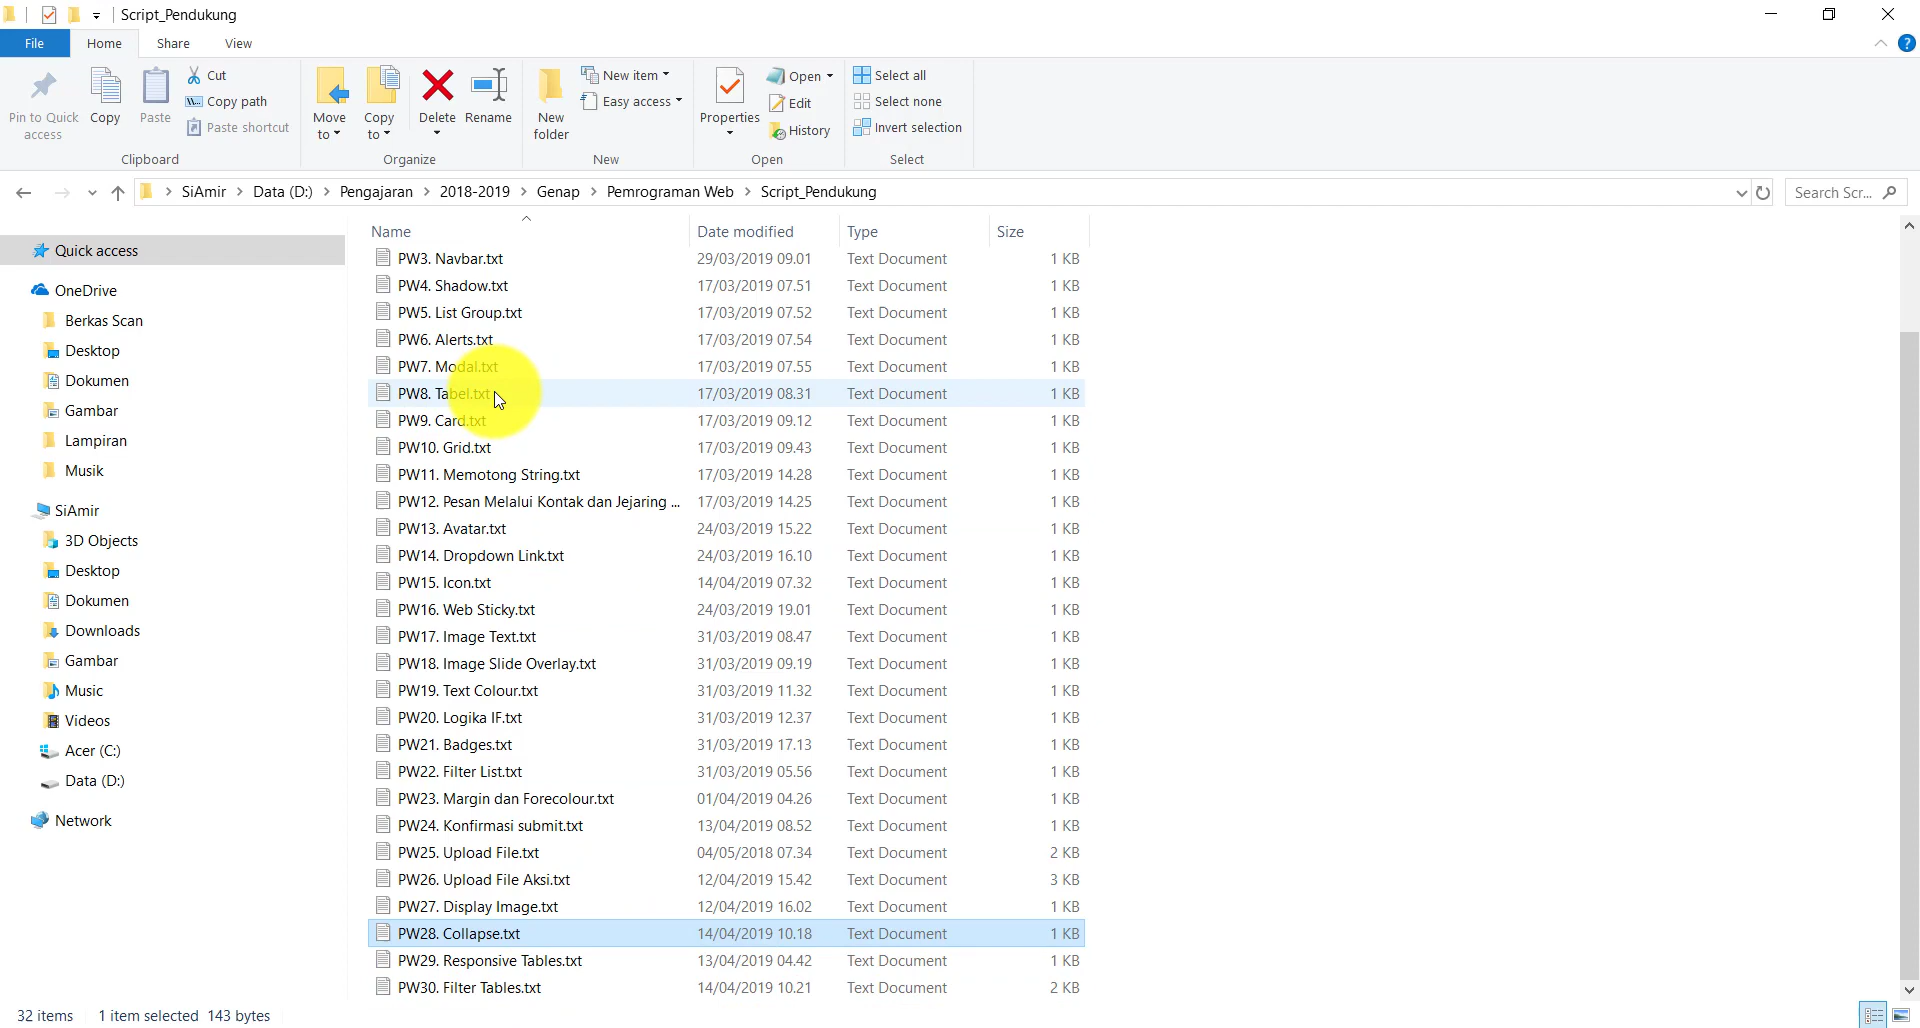 Script_Pendukung
File Home Share View
Pin to Quick access
Copy
Paste
Cut
Copy path
Paste shortcut
Clipboard
Move to
Copy to
Delete
Rename
Organize
New folder
New item
Easy access
New
Properties
Open
Edit
History
Open
Select all
Select none
Invert selection
Select
SiAmir > Data (D:) > Pengajaran > 2018-2019 > Genap > Pemrograman Web > Script_Pendukung
Search Scr...
Quick access
OneDrive
Berkas Scan
Desktop
Dokumen
Gambar
Lampiran
Musik
SiAmir
3D Objects
Desktop
Dokumen
Downloads
Gambar
Music
Videos
Acer (C:)
Data (D:)
Network
Name Date modified Type Size
PW3. Navbar.txt 29/03/2019 09.01 Text Document 1 KB
PW4. Shadow.txt 17/03/2019 07.51 Text Document 1 KB
PW5. List Group.txt 17/03/2019 07.52 Text Document 1 KB
PW6. Alerts.txt 17/03/2019 07.54 Text Document 1 KB
PW7. Modal.txt 17/03/2019 07.55 Text Document 1 KB
PW8. Tabel.txt 17/03/2019 08.31 Text Document 1 KB
PW9. Card.txt 17/03/2019 09.12 Text Document 1 KB
PW10. Grid.txt 17/03/2019 09.43 Text Document 1 KB
PW11. Memotong String.txt 17/03/2019 14.28 Text Document 1 KB
PW12. Pesan Melalui Kontak dan Jejaring ... 17/03/2019 14.25 Text Document 1 KB
PW13. Avatar.txt 24/03/2019 15.22 Text Document 1 KB
PW14. Dropdown Link.txt 24/03/2019 16.10 Text Document 1 KB
PW15. Icon.txt 14/04/2019 07.32 Text Document 1 KB
PW16. Web Sticky.txt 24/03/2019 19.01 Text Document 1 KB
PW17. Image Text.txt 31/03/2019 08.47 Text Document 1 KB
PW18. Image Slide Overlay.txt 31/03/2019 09.19 Text Document 1 KB
PW19. Text Colour.txt 31/03/2019 11.32 Text Document 1 KB
PW20. Logika IF.txt 31/03/2019 12.37 Text Document 1 KB
PW21. Badges.txt 31/03/2019 17.13 Text Document 1 KB
PW22. Filter List.txt 31/03/2019 05.56 Text Document 1 KB
PW23. Margin dan Forecolour.txt 01/04/2019 04.26 Text Document 1 KB
PW24. Konfirmasi submit.txt 13/04/2019 08.52 Text Document 1 KB
PW25. Upload File.txt 04/05/2018 07.34 Text Document 2 KB
PW26. Upload File Aksi.txt 12/04/2019 15.42 Text Document 3 KB
PW27. Display Image.txt 12/04/2019 16.02 Text Document 1 KB
PW28. Collapse.txt 14/04/2019 10.18 Text Document 1 KB
PW29. Responsive Tables.txt 13/04/2019 04.42 Text Document 1 KB
PW30. Filter Tables.txt 14/04/2019 10.21 Text Document 2 KB
32 items 1 item selected 143 bytes